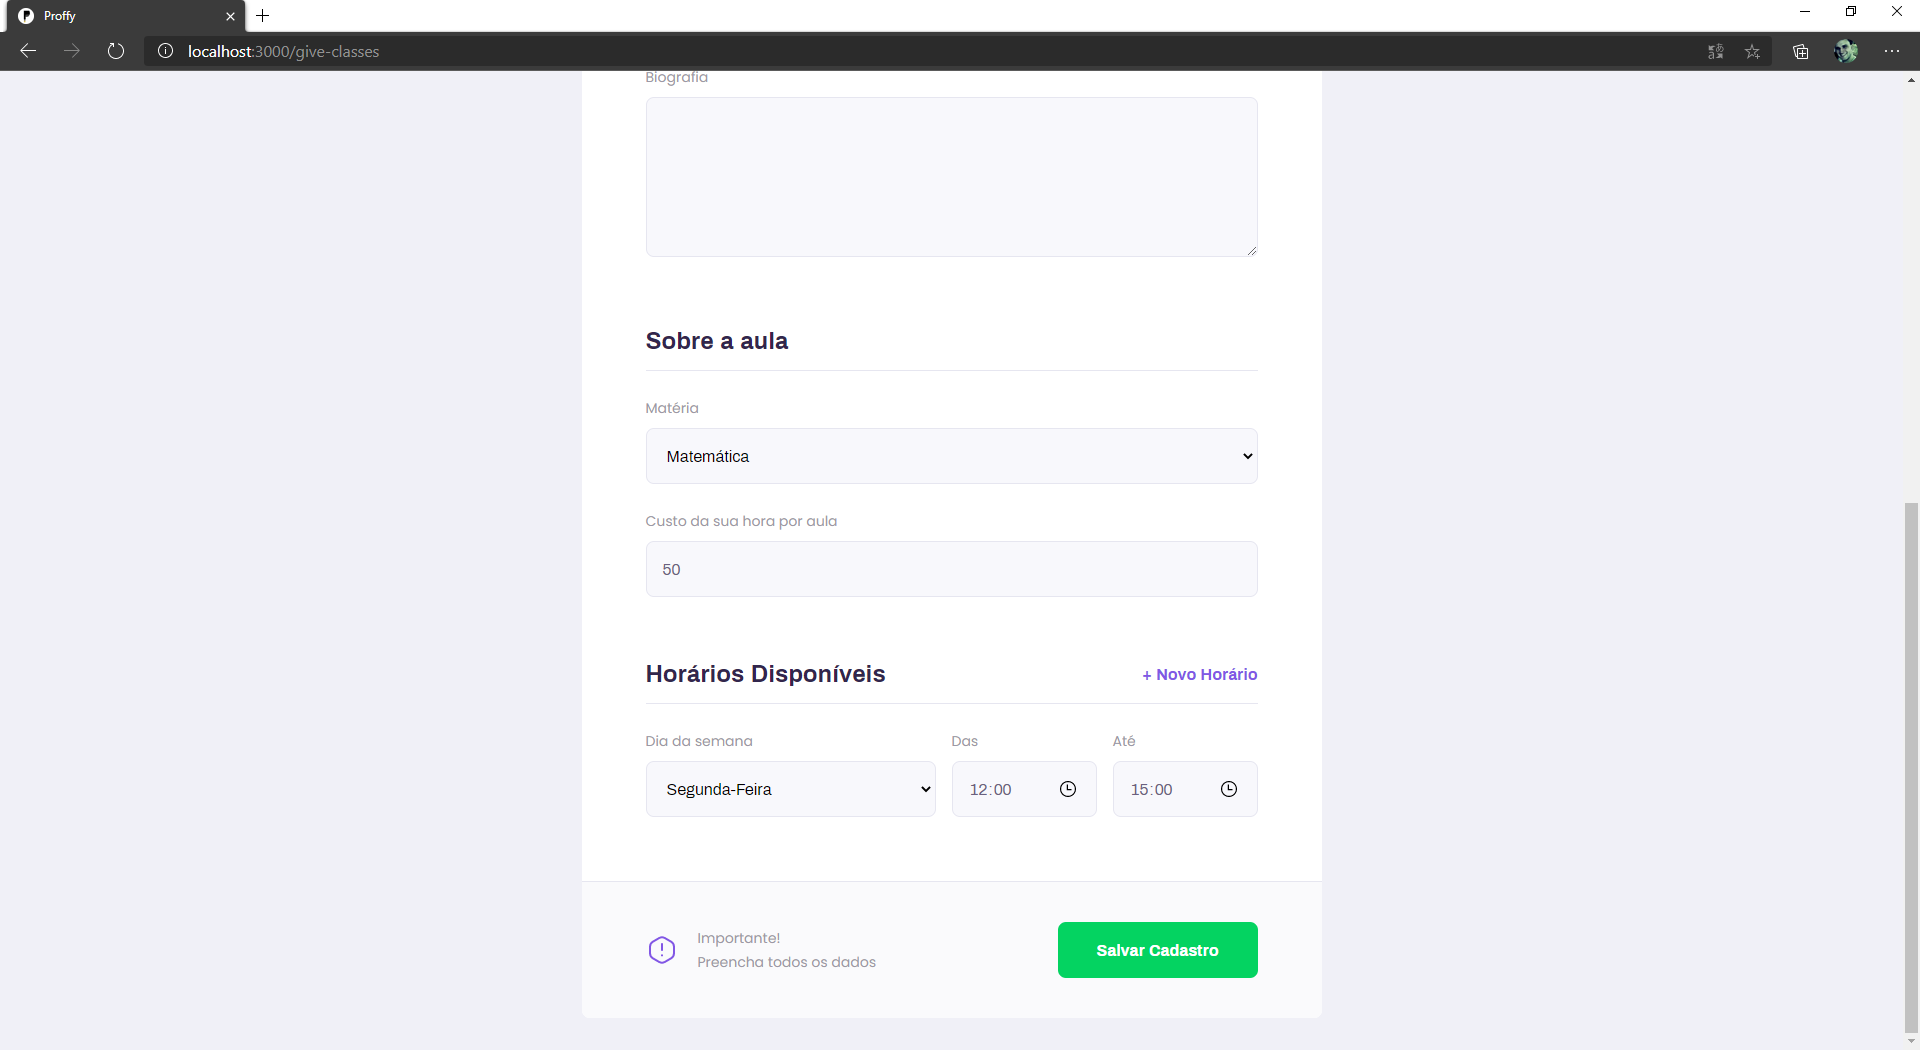 Proffy
localhost:3000/give-classes
Biografia
Sobre a aula
Matéria
Matemática
Custo da sua hora por aula
50
Horários Disponíveis
+ Novo Horário
Dia da semana Das Até
Segunda-Feira 12:00 15:00
Importante!
Preencha todos os dados
Salvar Cadastro